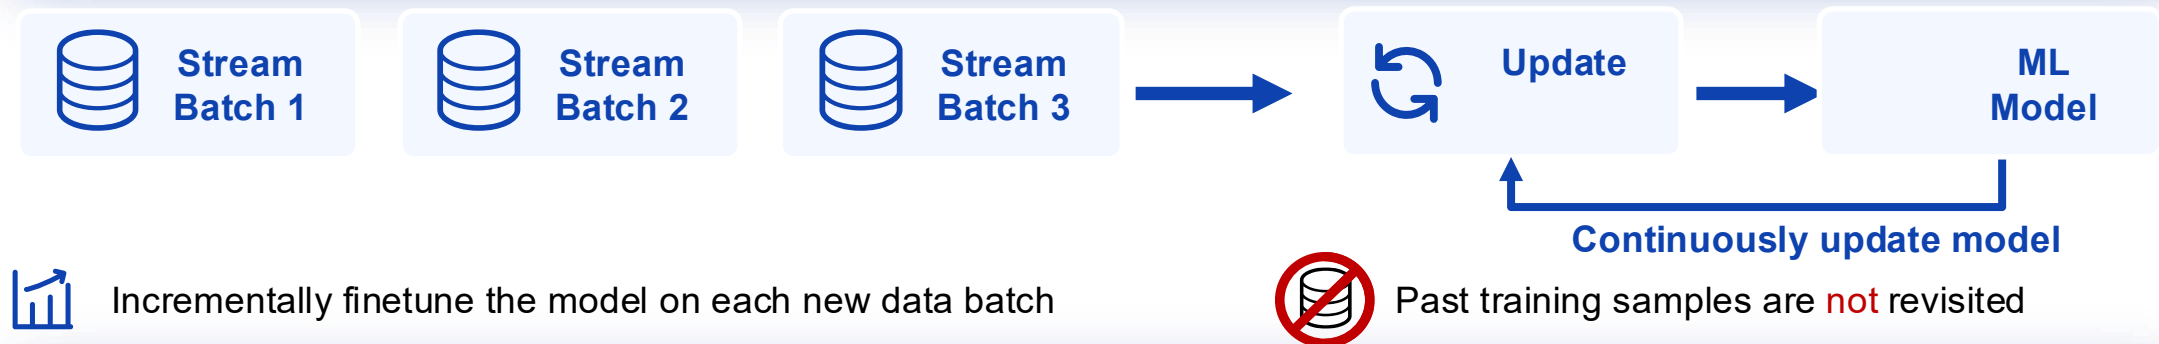 Stream
Batch 1
Stream
Batch 2
Stream
Batch 3
Update
ML
Model
Continuously update model
Incrementally finetune the model on each new data batch
Past training samples are not revisited